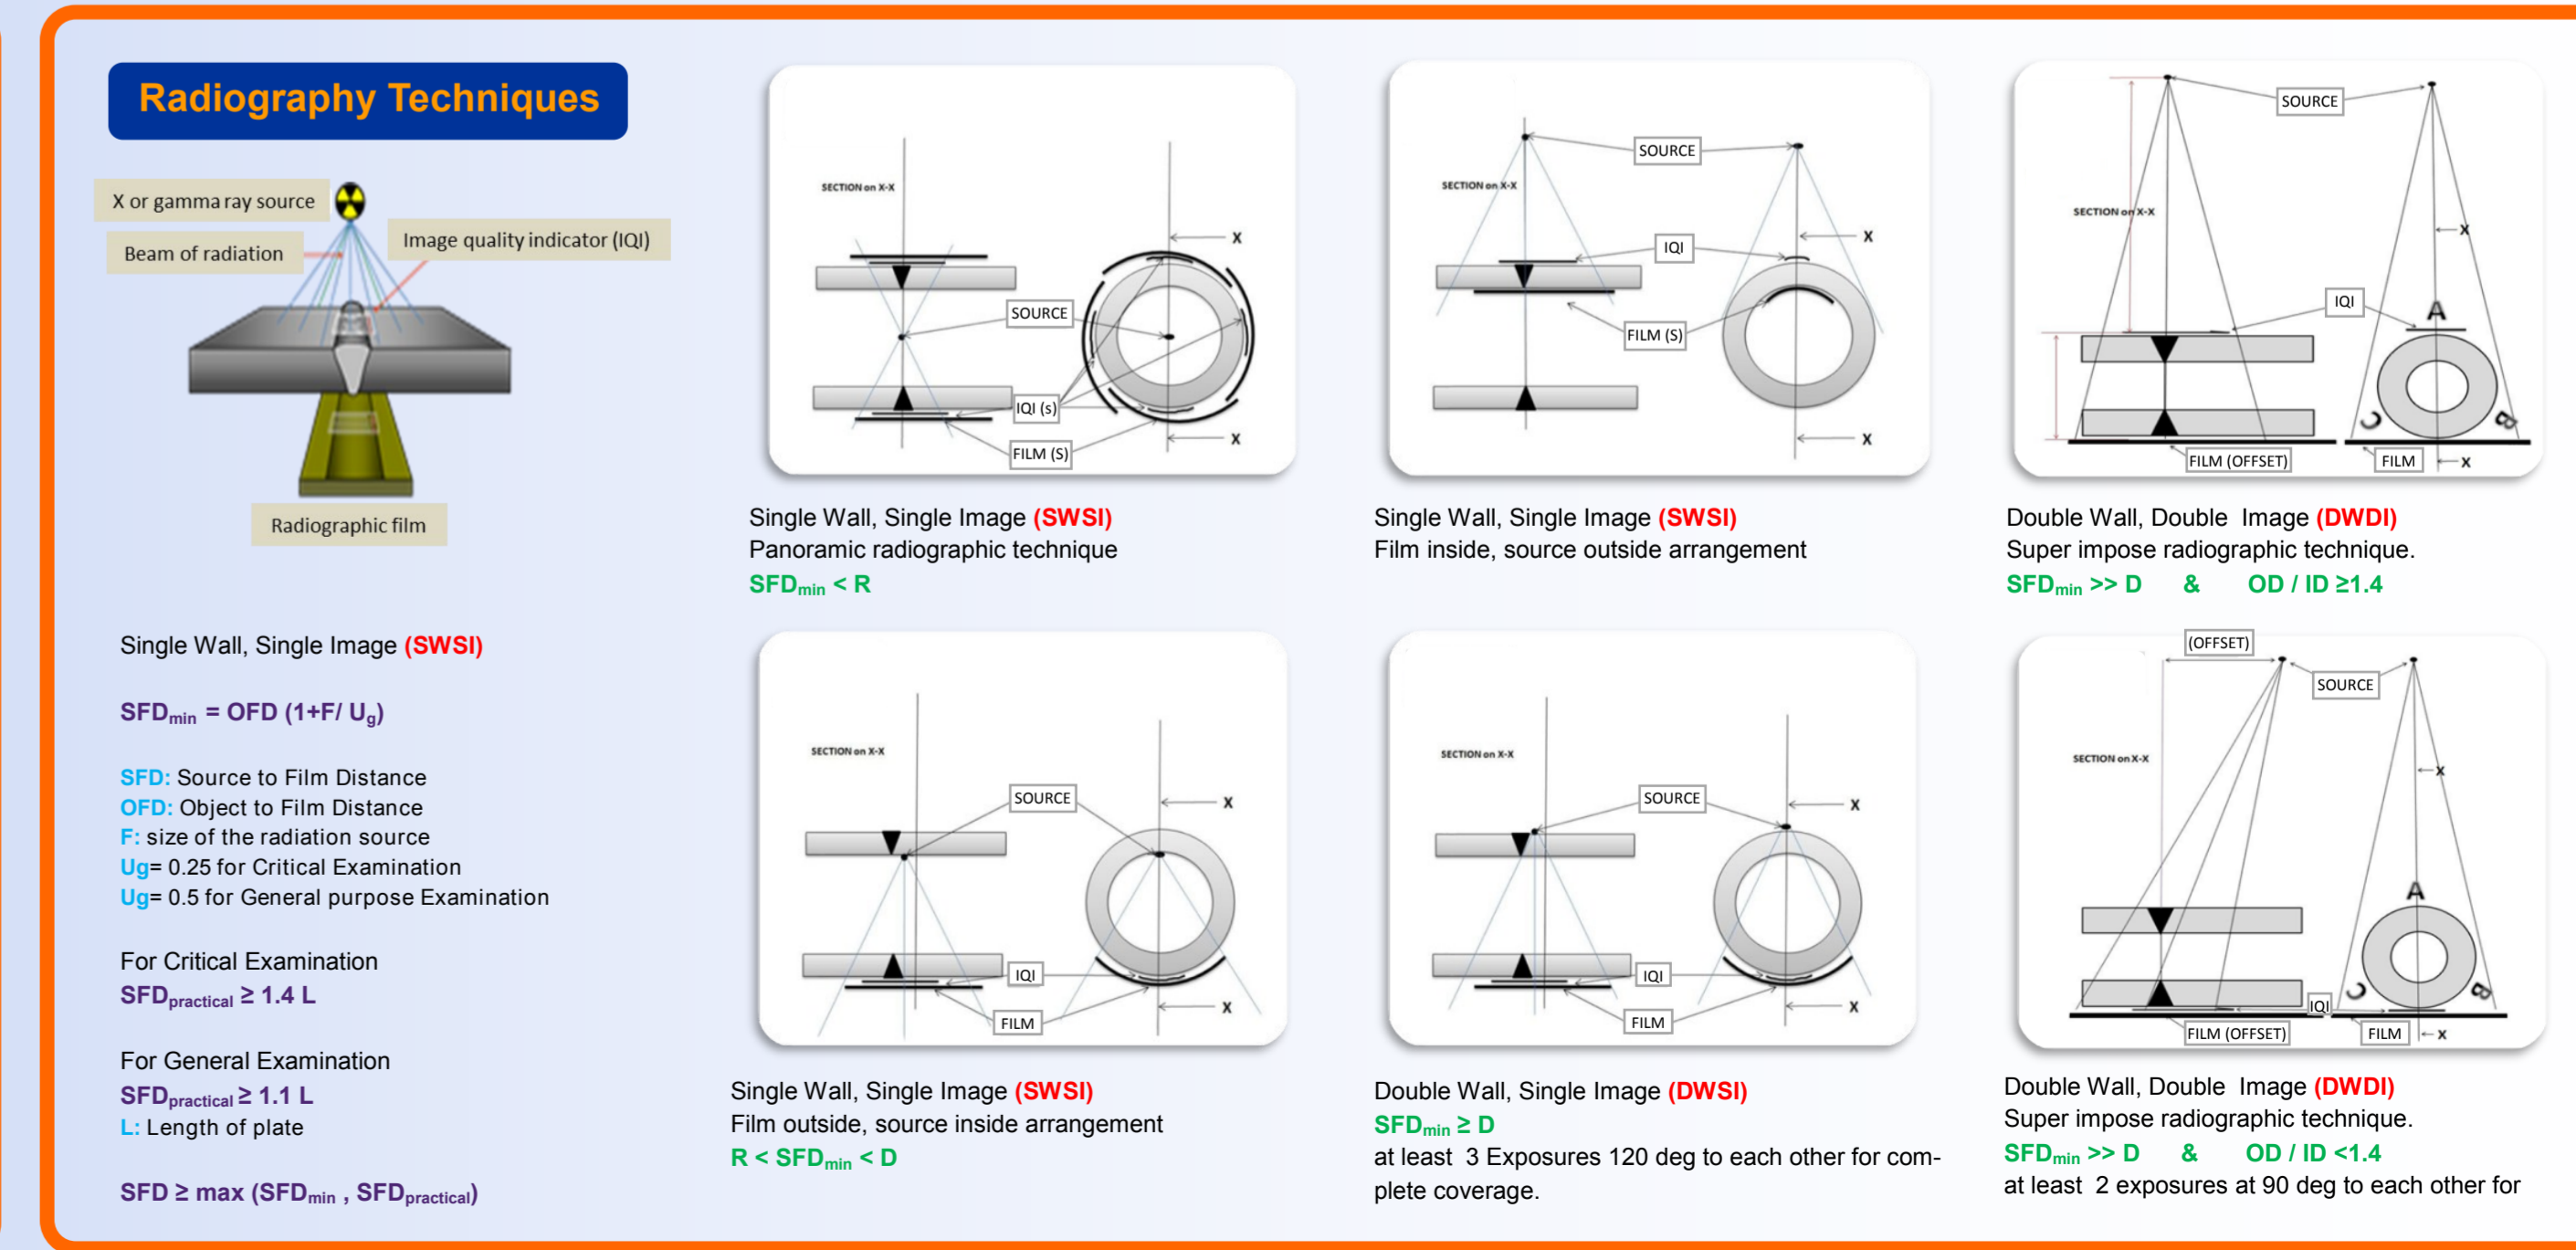 Radiography Techniques
X or gamma ray source
Beam of radiation
Image quality indicator (IQI)
Radiographic film
Single Wall, Single Image (SWSI)
SFDmin = OFD (1+F/ Ug)
SFD: Source to Film Distance
OFD: Object to Film Distance
F: size of the radiation source
Ug= 0.25 for Critical Examination
Ug= 0.5 for General purpose Examination
For Critical Examination
SFDpractical ≥ 1.4 L
For General Examination
SFDpractical ≥ 1.1 L
L: Length of plate
SFD ≥ max (SFDmin , SFDpractical)
SECTION on X-X
X
SOURCE
IQI (s)
FILM (S)
X
Single Wall, Single Image (SWSI)
Panoramic radiographic technique
SFDmin < R
SOURCE
SECTION on X-X
X
IQI
FILM (S)
X
Single Wall, Single Image (SWSI)
Film inside, source outside arrangement
SOURCE
SECTION on X-X
X
IQI
A
C
B
FILM (OFFSET)
FILM
X
Double Wall, Double Image (DWDI)
Super impose radiographic technique.
SFDmin >> D & OD / ID ≥1.4
SECTION on X-X
SOURCE
X
IQI
X
FILM
Single Wall, Single Image (SWSI)
Film outside, source inside arrangement
R < SFDmin < D
SECTION on X-X
SOURCE
X
IQI
X
FILM
Double Wall, Single Image (DWSI)
SFDmin ≥ D
at least 3 Exposures 120 deg to each other for com-
plete coverage.
(OFFSET)
SOURCE
SECTION on X-X
X
A
C
B
IQI
FILM (OFFSET)
FILM
X
Double Wall, Double Image (DWDI)
Super impose radiographic technique.
SFDmin >> D & OD / ID <1.4
at least 2 exposures at 90 deg to each other for